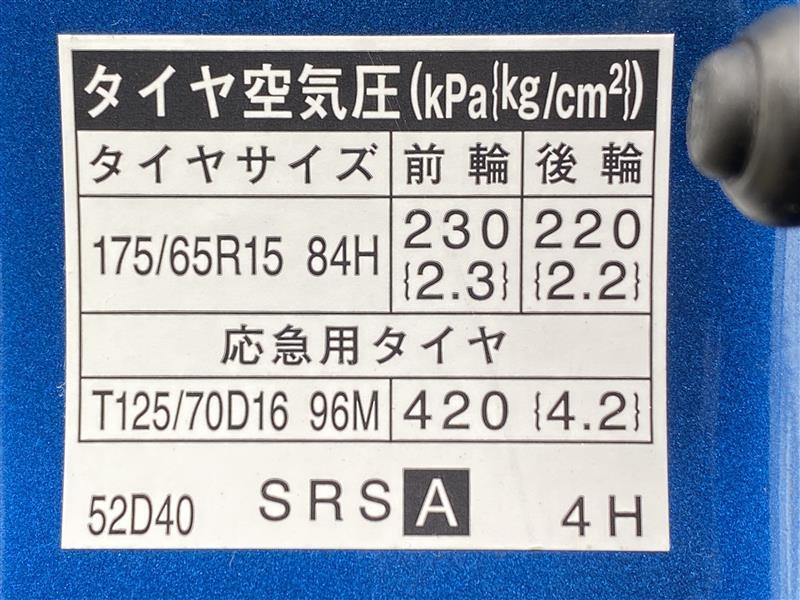 タイヤ空気圧(kPa{kg/cm²})
タイヤサイズ 前輪 後輪
175/65R15 84H 230 {2.3} 220 {2.2}
応急用タイヤ
T125/70D16 96M 420 {4.2}
52D40 SRS A 4H